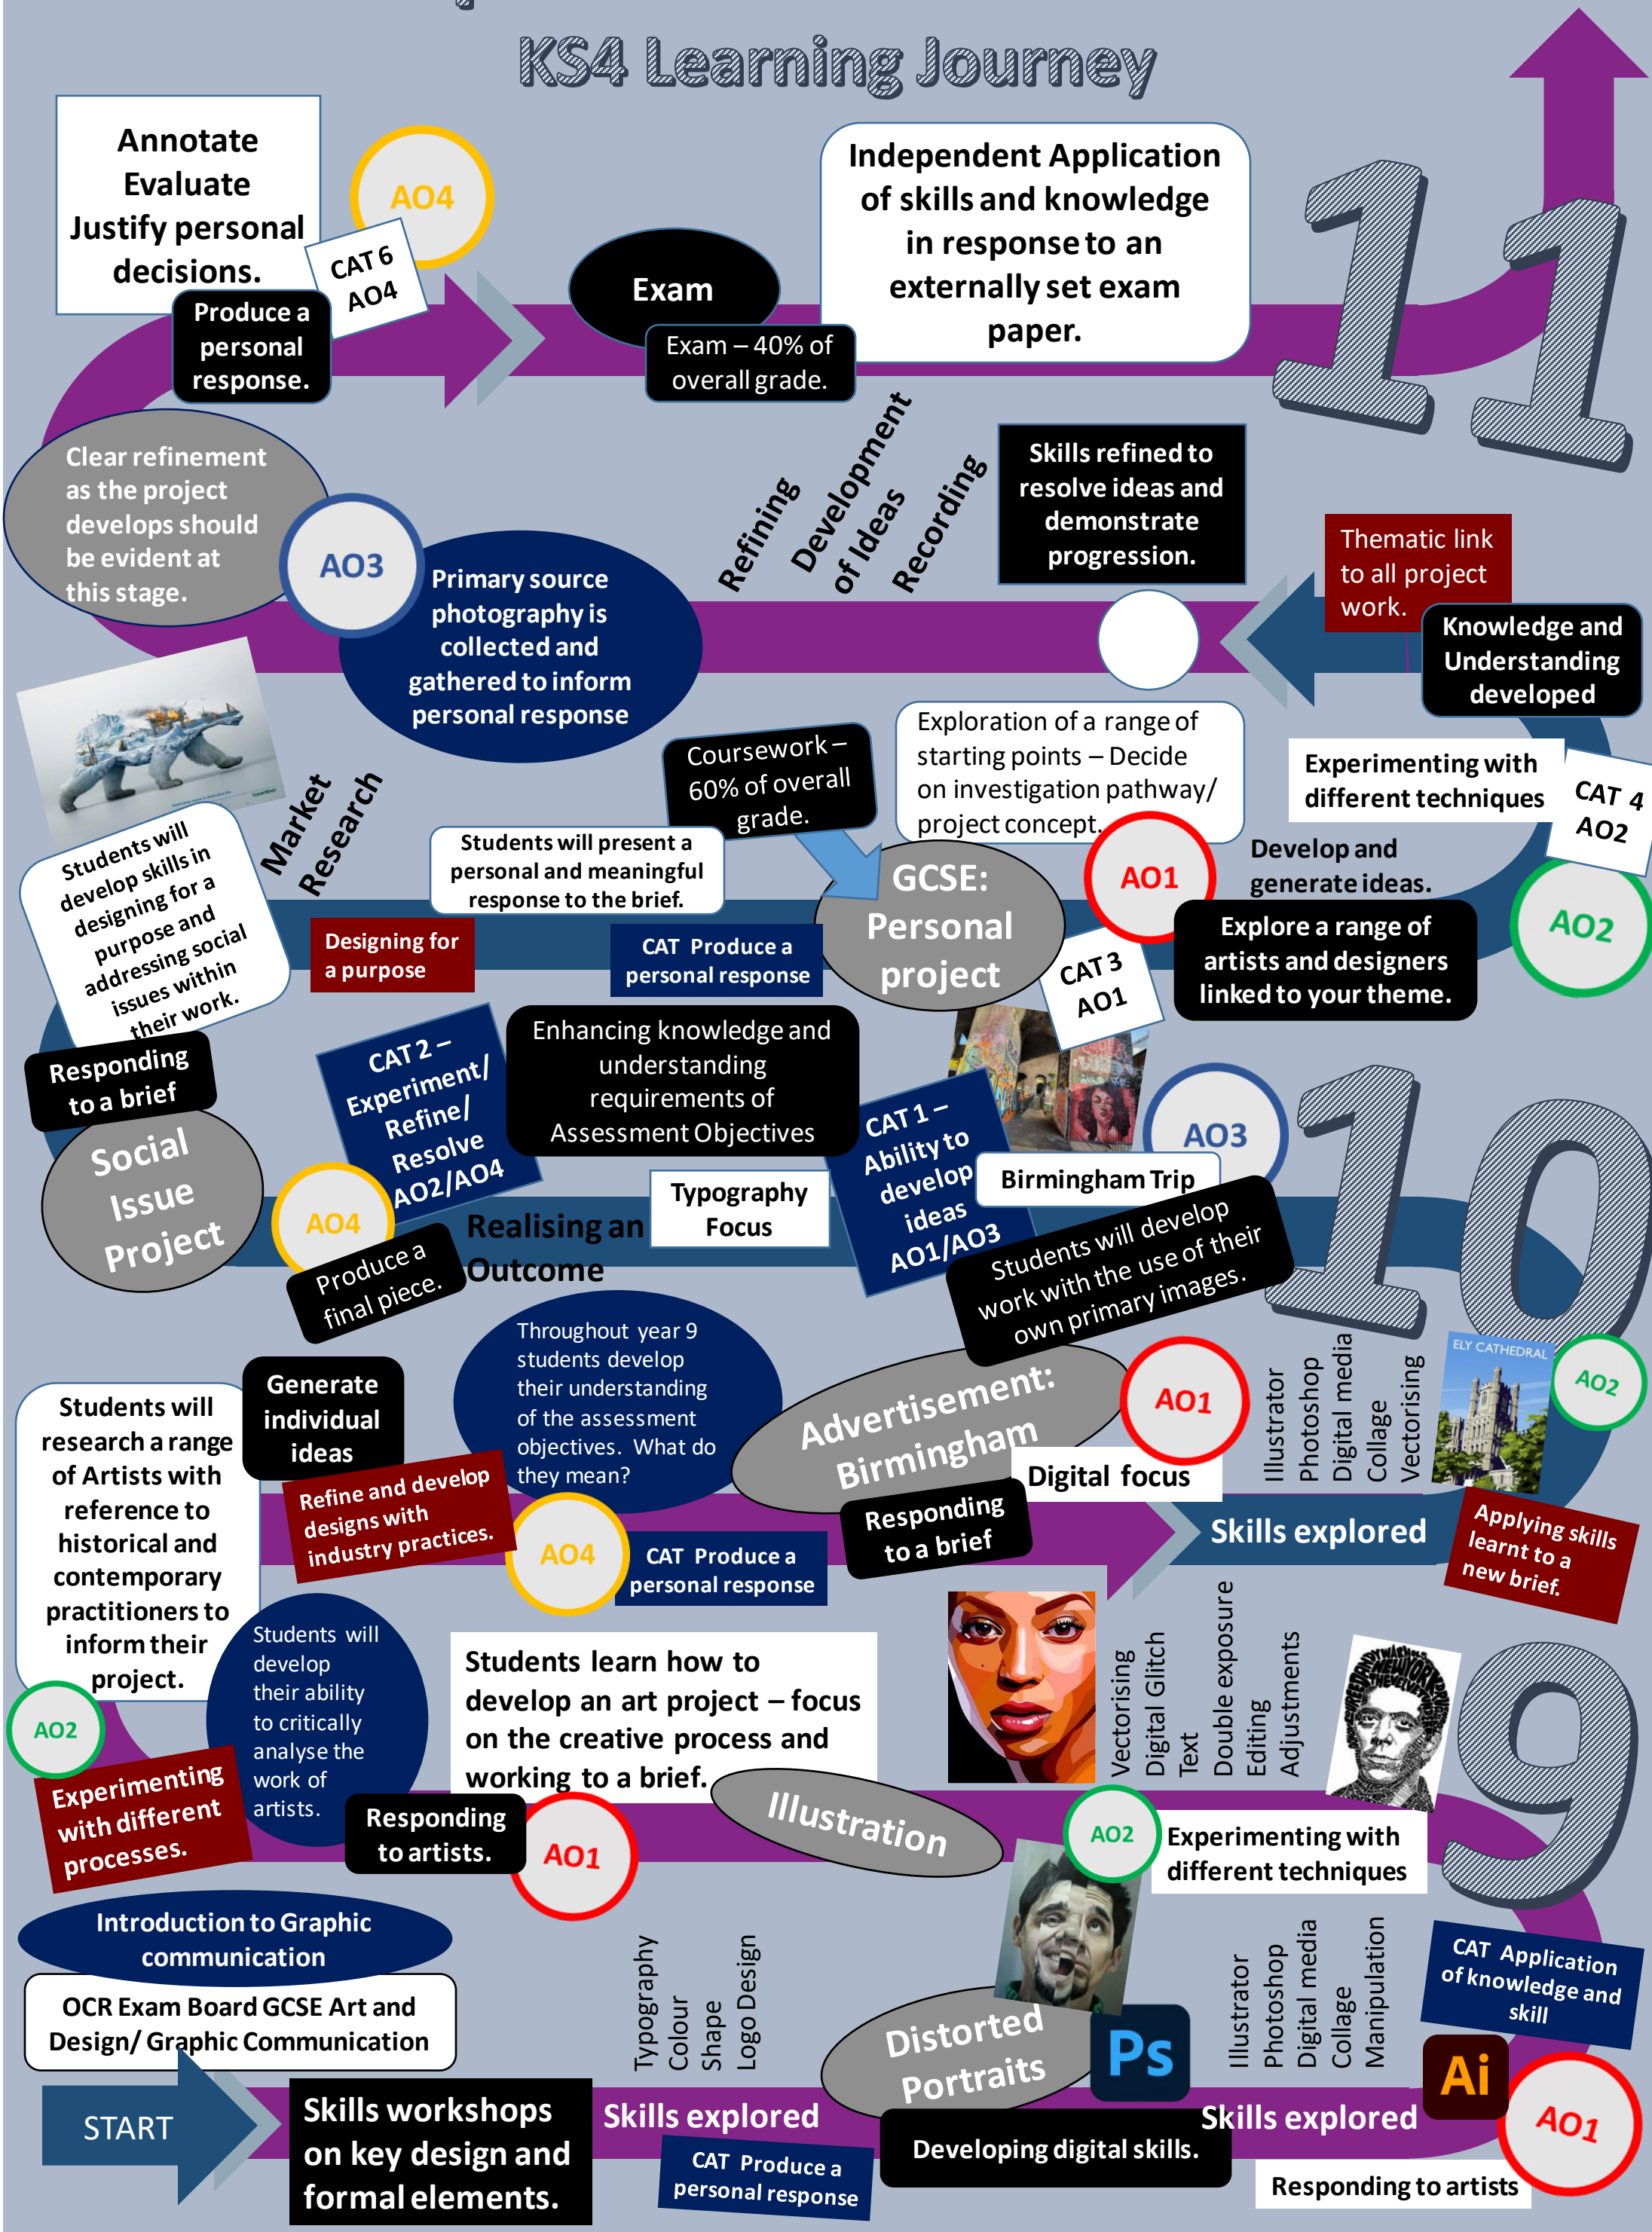 KS4 Learning Journey
Annotate
Evaluate
Justify personal
decisions.
AO4
CAT 6
AO4
Produce a
personal
response.
Exam
Exam – 40% of
overall grade.
Independent Application
of skills and knowledge
in response to an
externally set exam
paper.
11
Clear refinement
as the project
develops should
be evident at
this stage.
AO3
Primary source
photography is
collected and
gathered to inform
personal response
Refining
Development
of Ideas
Recording
Skills refined to
resolve ideas and
demonstrate
progression.
Thematic link
to all project
work.
Knowledge and
Understanding
developed
Experimenting with
different techniques
CAT 4
AO2
AO2
Exploration of a range of
starting points – Decide
on investigation pathway/
project concept.
Coursework –
60% of overall
grade.
GCSE:
Personal
project
AO1
Develop and
generate ideas.
Explore a range of
artists and designers
linked to your theme.
CAT 3
AO1
Students will present a
personal and meaningful
response to the brief.
CAT Produce a
personal response
Market
Research
Designing for
a purpose
Students will
develop skills in
designing for a
purpose and
addressing social
issues within
their work.
Responding
to a brief
Social
Issue
Project
AO4
Produce a
final piece.
CAT 2 –
Experiment/
Refine/
Resolve
AO2/AO4
Realising an
Outcome
Enhancing knowledge and
understanding
requirements of
Assessment Objectives
Typography
Focus
CAT 1 –
Ability to
develop
ideas
AO1/AO3
Birmingham Trip
AO3
Students will develop
work with the use of their
own primary images.
10
Advertisement:
Birmingham
AO1
Digital focus
Responding
to a brief
Illustrator
Photoshop
Digital media
Collage
Vectorising
ELY CATHEDRAL
AO2
Skills explored
Applying skills
learnt to a
new brief.
Throughout year 9
students develop
their understanding
of the assessment
objectives. What do
they mean?
Generate
individual
ideas
Refine and develop
designs with
industry practices.
AO4
CAT Produce a
personal response
Students will
research a range
of Artists with
reference to
historical and
contemporary
practitioners to
inform their
project.
AO2
Experimenting
with different
processes.
Students will
develop
their ability
to critically
analyse the
work of
artists.
Responding
to artists.
AO1
Students learn how to
develop an art project – focus
on the creative process and
working to a brief.
Illustration
Vectorising
Digital Glitch
Text
Double exposure
Editing
Adjustments
9
AO2
Experimenting with
different techniques
Introduction to Graphic
communication
OCR Exam Board GCSE Art and
Design/ Graphic Communication
START
Skills workshops
on key design and
formal elements.
Typography
Colour
Shape
Logo Design
Skills explored
CAT Produce a
personal response
Distorted
Portraits
Ps
Developing digital skills.
Illustrator
Photoshop
Digital media
Collage
Manipulation
Skills explored
Ai
CAT Application
of knowledge and
skill
AO1
Responding to artists